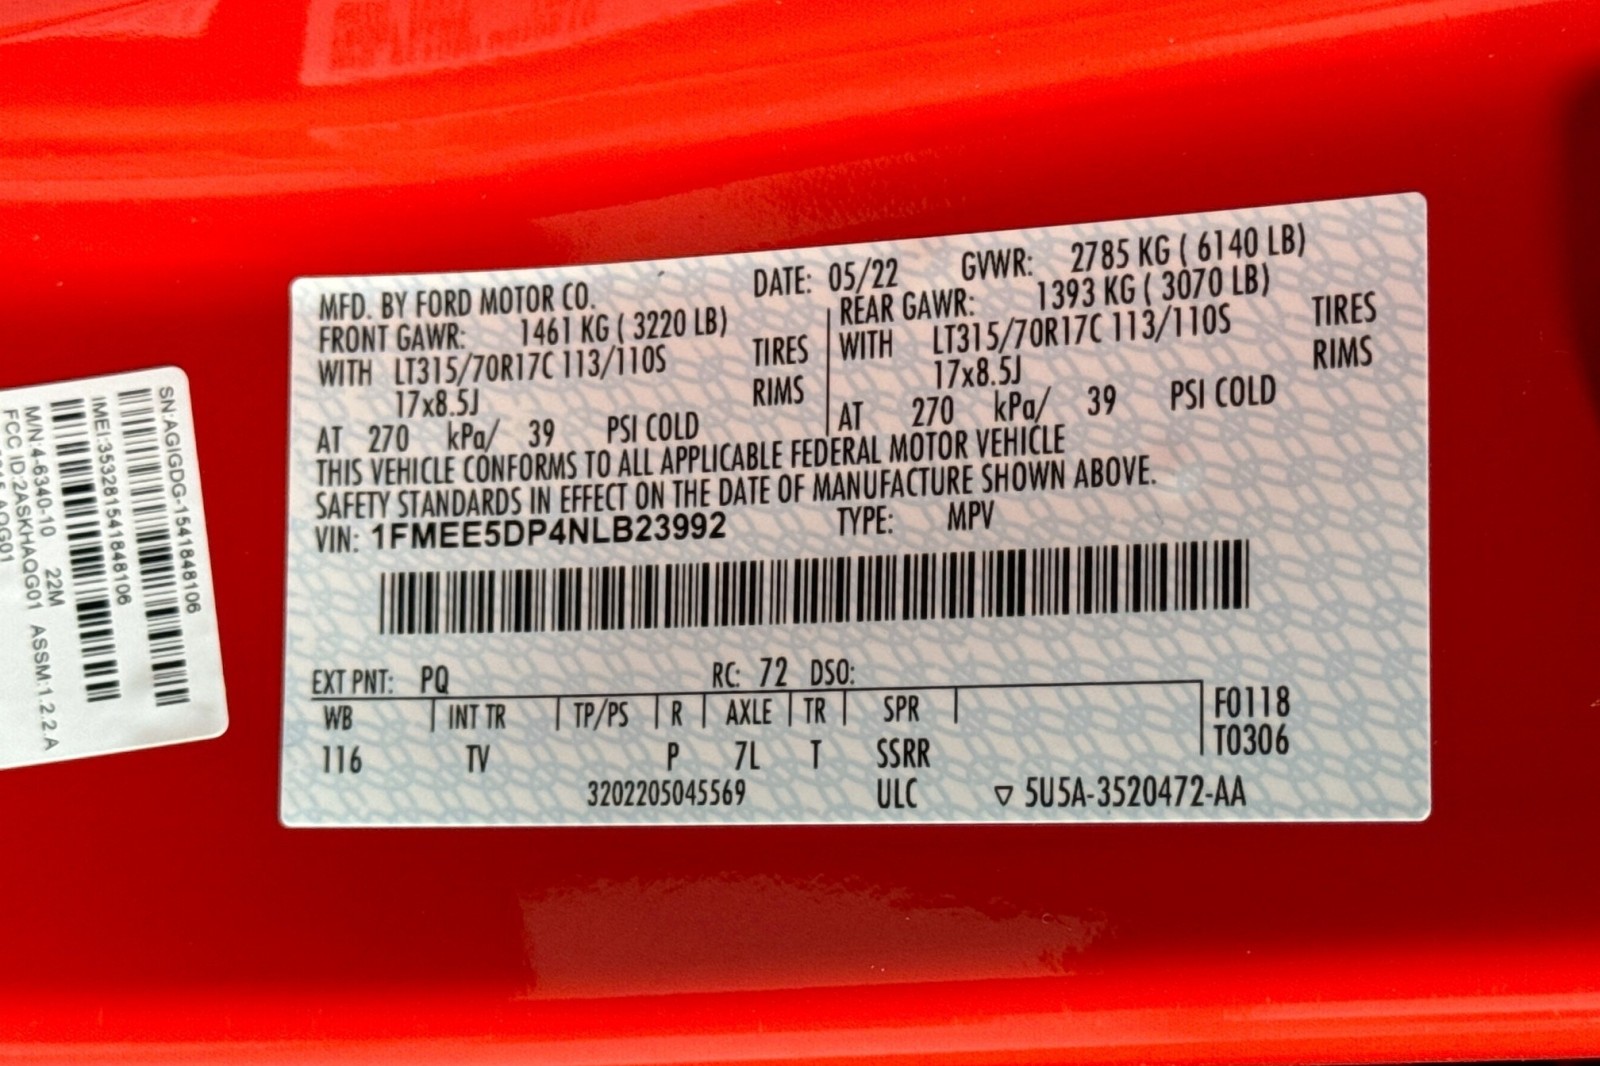 MFD. BY FORD MOTOR CO. DATE: 05/22 GVWR: 2785 KG ( 6140 LB)
FRONT GAWR: 1461 KG ( 3220 LB) REAR GAWR: 1393 KG ( 3070 LB)
WITH LT315/70R17C 113/110S TIRES WITH LT315/70R17C 113/110S TIRES
17x8.5J RIMS 17x8.5J RIMS
AT 270 kPa/ 39 PSI COLD AT 270 kPa/ 39 PSI COLD
THIS VEHICLE CONFORMS TO ALL APPLICABLE FEDERAL MOTOR VEHICLE
SAFETY STANDARDS IN EFFECT ON THE DATE OF MANUFACTURE SHOWN ABOVE.
VIN: 1FMEE5DP4NLB23992 TYPE: MPV
EXT PNT: PQ RC: 72 DSO:
WB INT TR TP/PS R AXLE TR SPR F0118
116 TV P 7L T SSRR T0306
3202205045569 ULC ▽ 5U5A-3520472-AA
SN:AGIGDG-1541848106
IMEI:353281541848106
M/N:4-6340-10 22M
FCC ID:2ASKHAQG01 ASSM:1.2.2.A